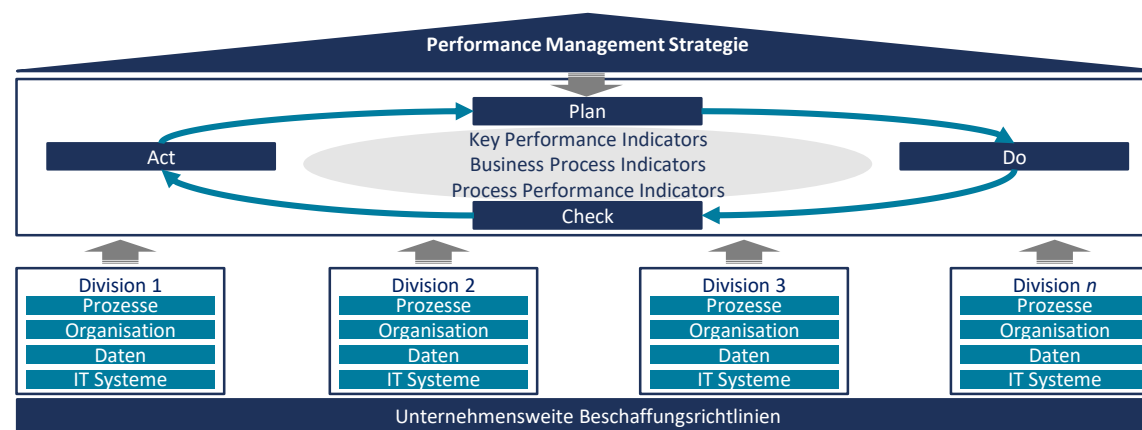 Performance Management Strategie
Plan
Key Performance Indicators
Act
Business Process Indicators
Do
Process Performance Indicators
Check
Division 1
Prozesse
Organisation
Daten
IT Systeme
Division 2
Prozesse
Organisation
Daten
IT Systeme
Division 3
Prozesse
Organisation
Daten
IT Systeme
Division n
Prozesse
Organisation
Daten
IT Systeme
Unternehmensweite Beschaffungsrichtlinien